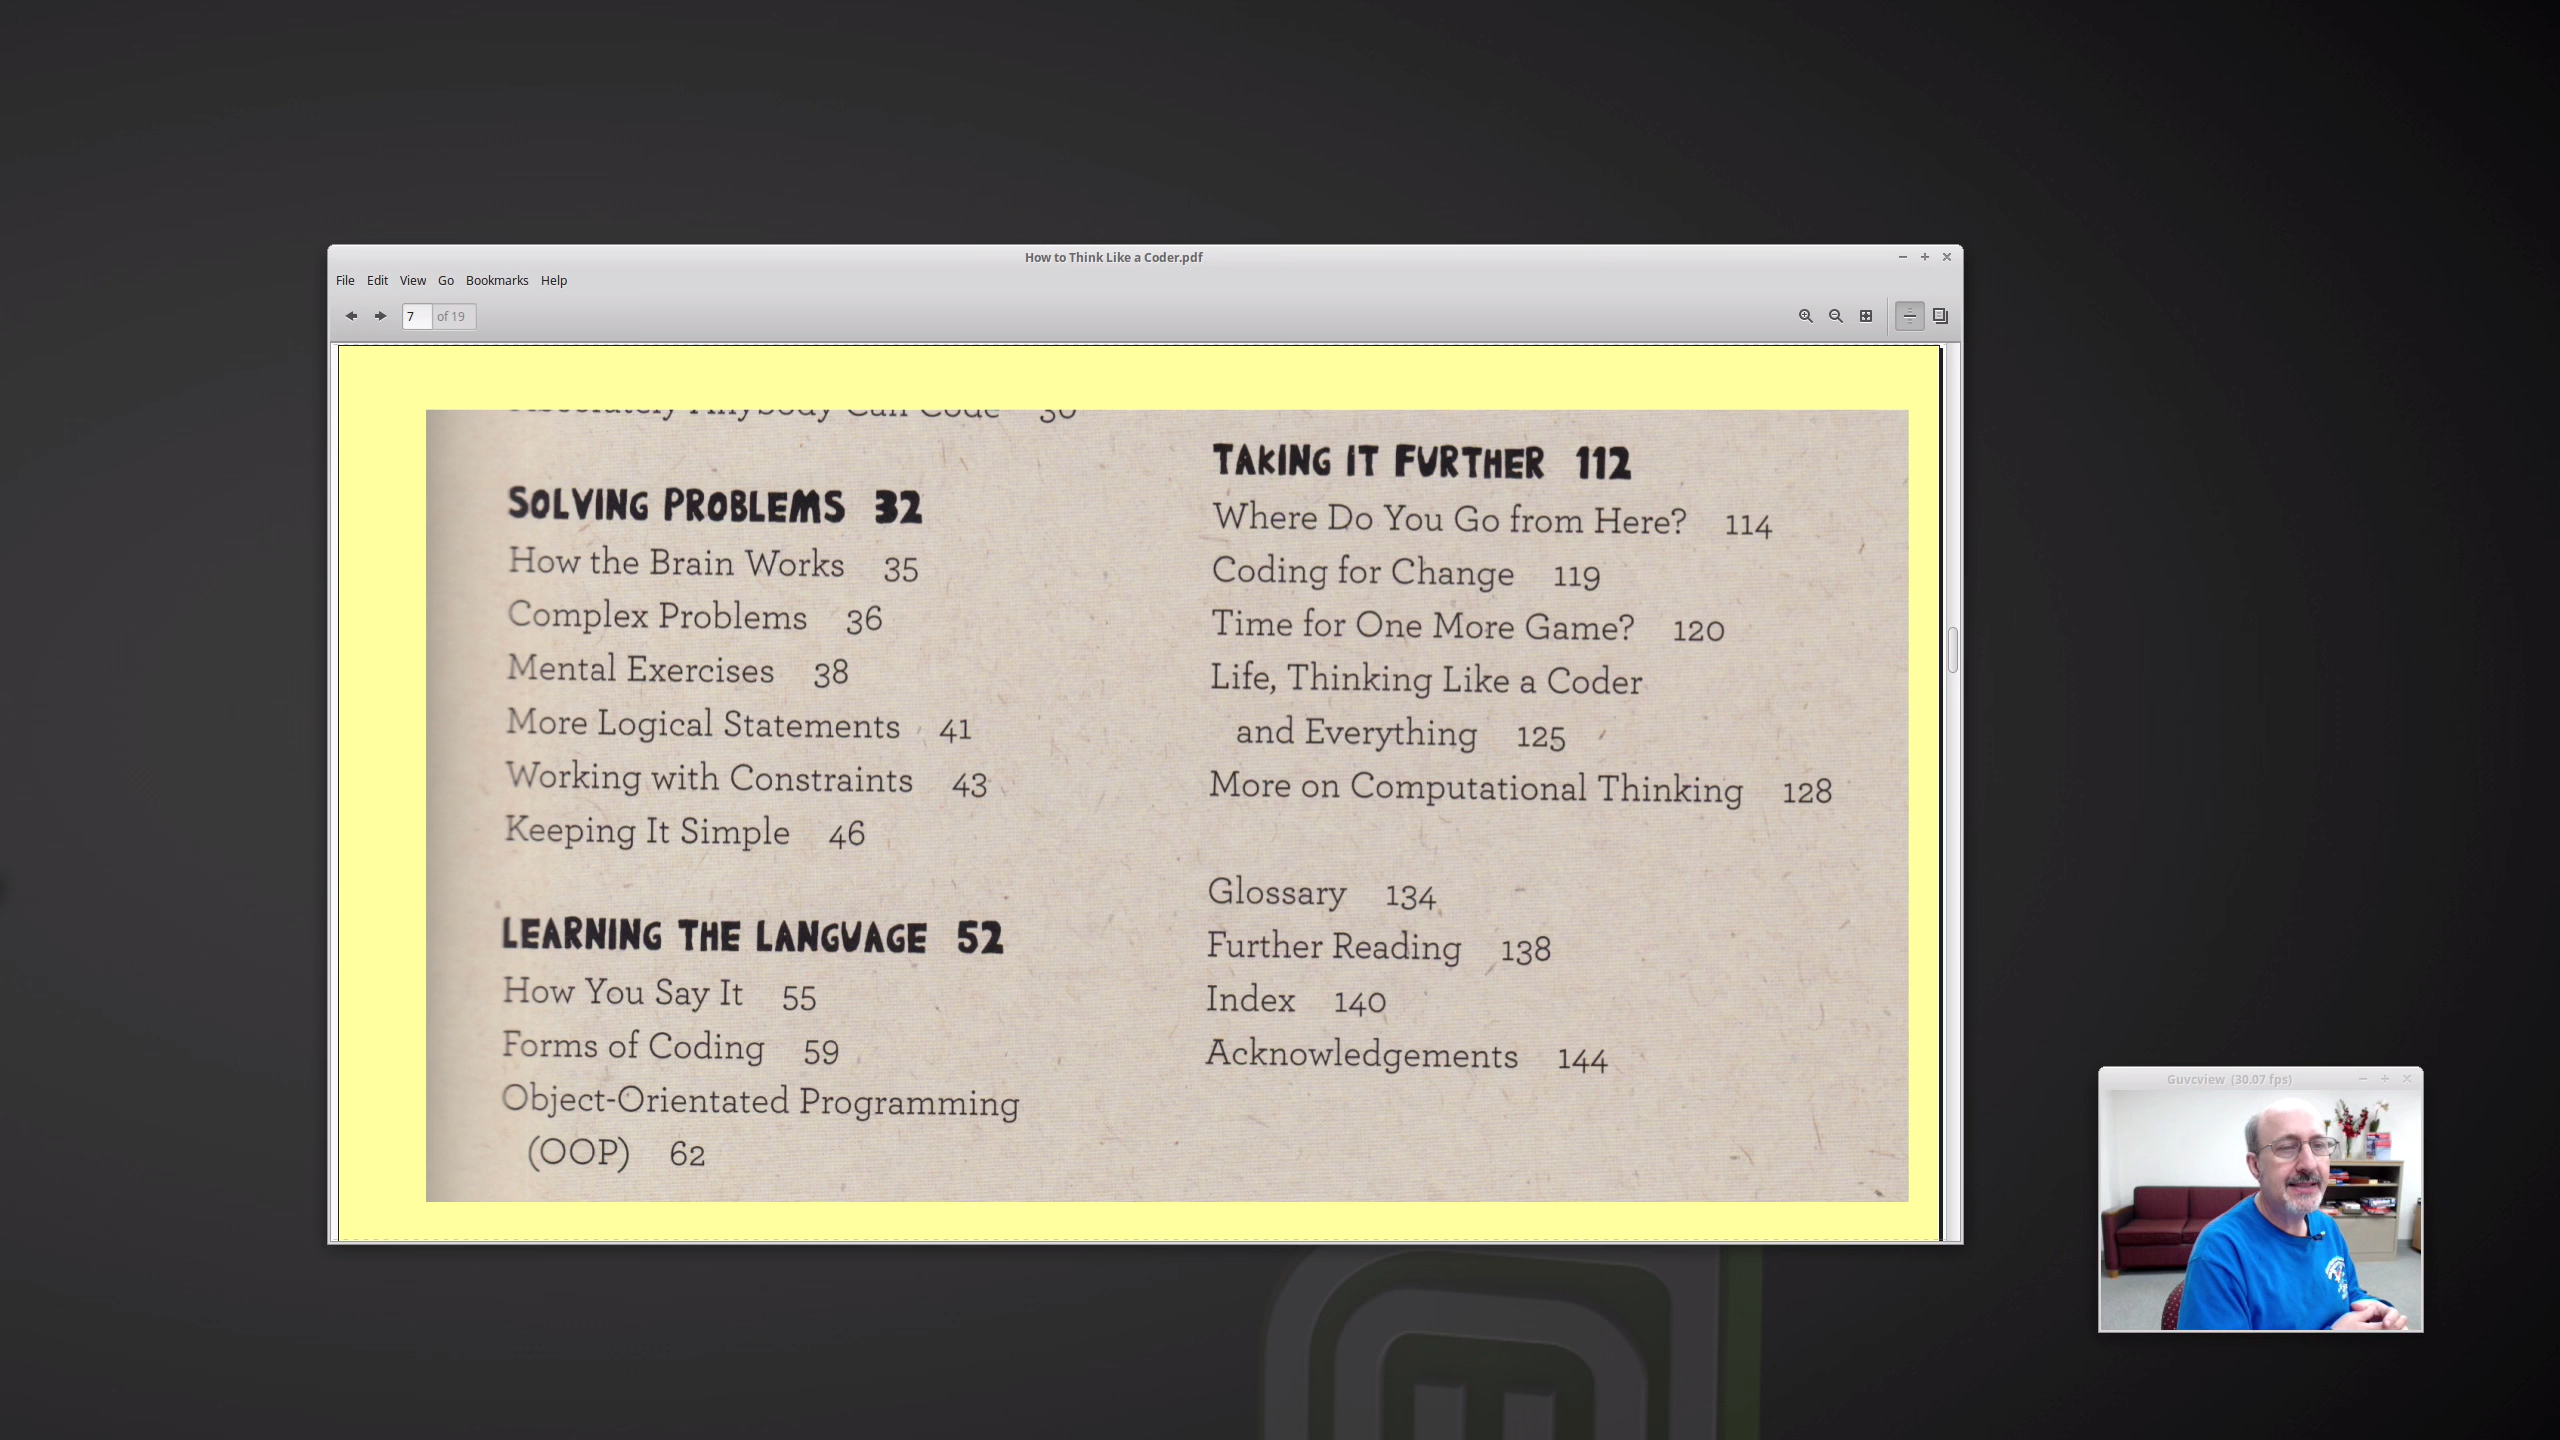 How to Think Like a Coder.pdf
File Edit View Go Bookmarks Help
7 of 19
Absolutely Anybody Can Code 30
SOLVING PROBLEMS 32
How the Brain Works 35
Complex Problems 36
Mental Exercises 38
More Logical Statements 41
Working with Constraints 43
Keeping It Simple 46
LEARNING THE LANGUAGE 52
How You Say It 55
Forms of Coding 59
Object-Orientated Programming
(OOP) 62
TAKING IT FURTHER 112
Where Do You Go from Here? 114
Coding for Change 119
Time for One More Game? 120
Life, Thinking Like a Coder
and Everything 125
More on Computational Thinking 128
Glossary 134
Further Reading 138
Index 140
Acknowledgements 144
Guvcview (30.07 fps)